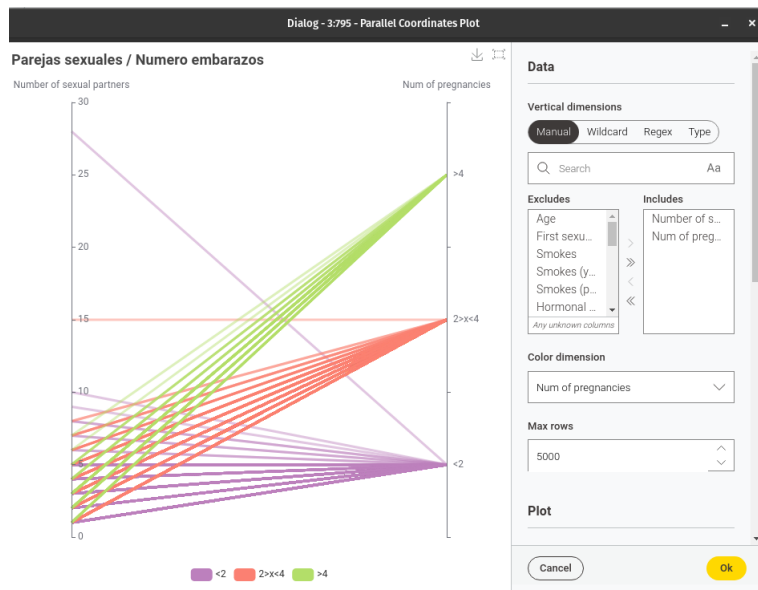 Dialog - 3:795 - Parallel Coordinates Plot
Parejas sexuales / Numero embarazos
Number of sexual partners
Num of pregnancies
30
25
20
15
10
5
0
>4
2>x<4
<2
<2 2>x<4 >4
Data
Vertical dimensions
Manual Wildcard Regex Type
Search Aa
Excludes Includes
Age
First sexu...
Smokes
Smokes (y...
Smokes (p...
Hormonal ...
Any unknown columns
Number of s...
Num of preg...
Color dimension
Num of pregnancies
Max rows
5000
Plot
Cancel Ok